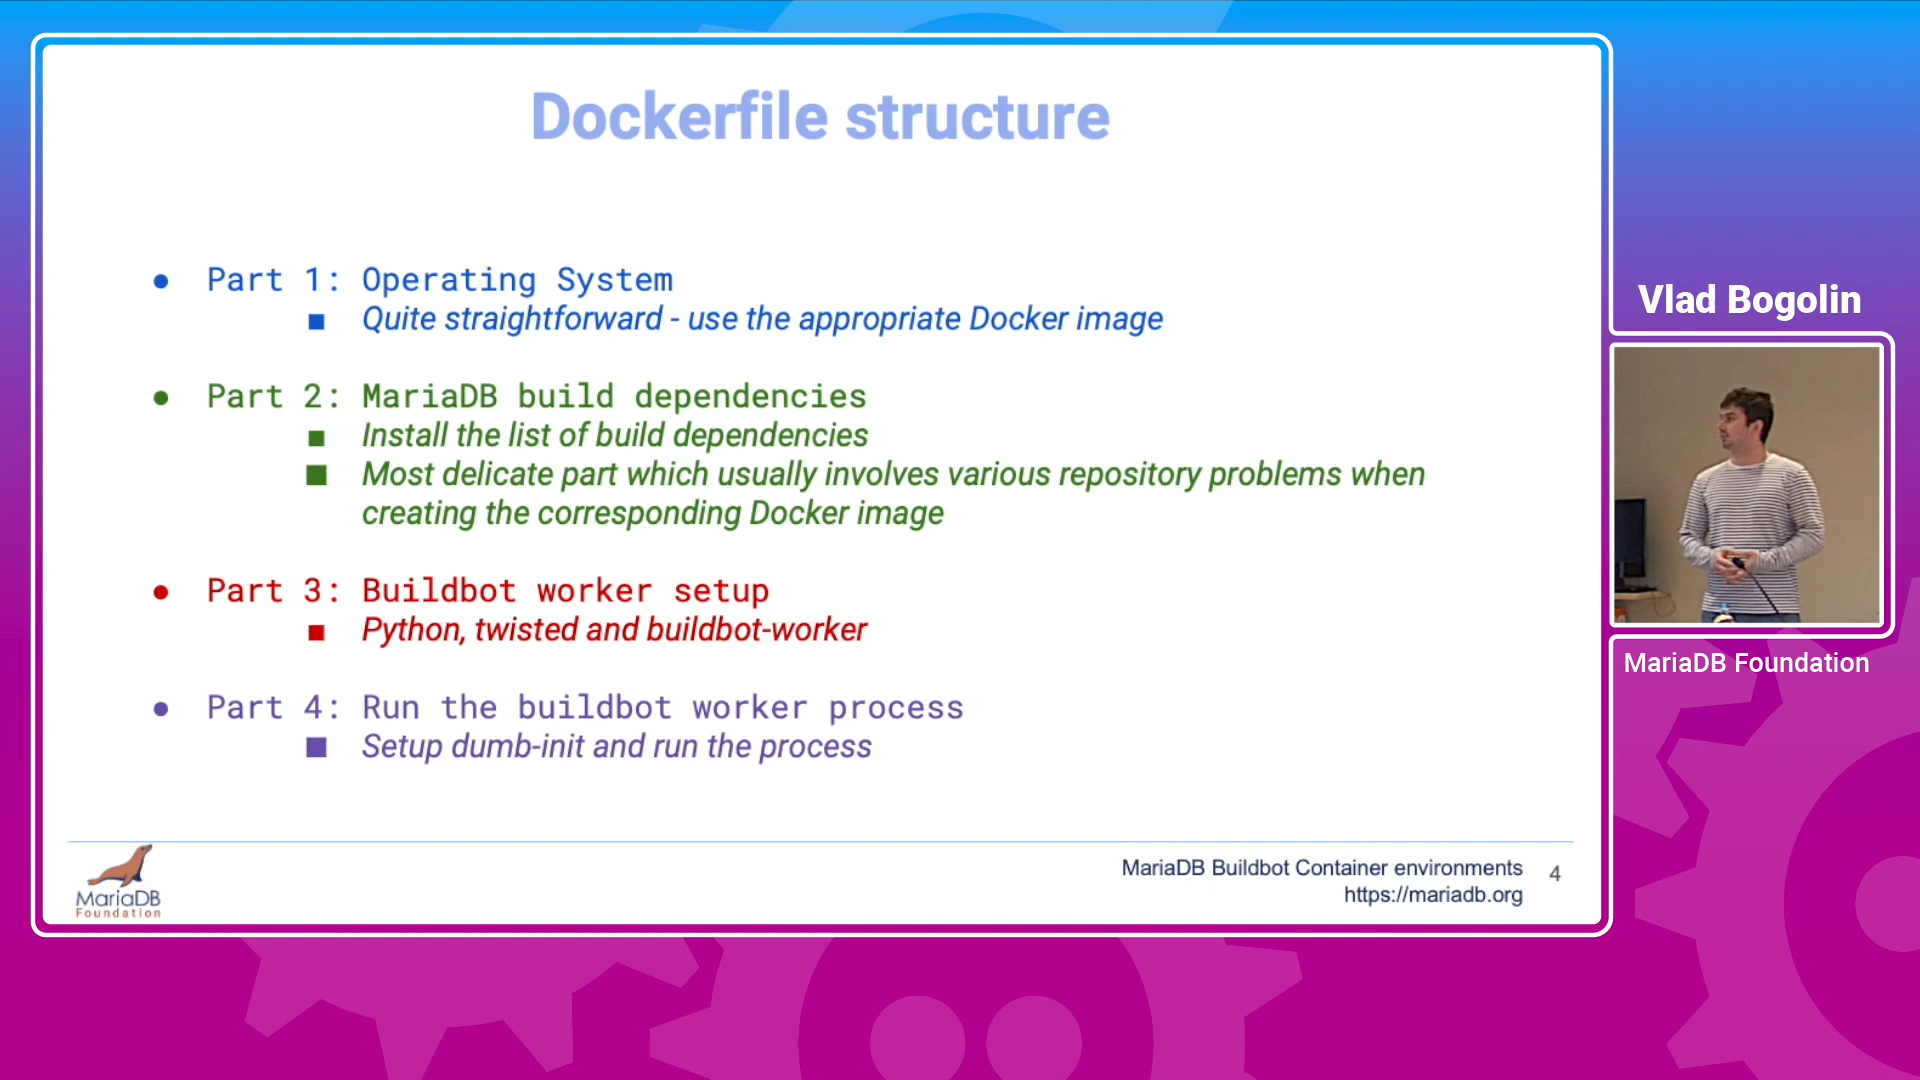 Dockerfile structure
Part 1: Operating System
Quite straightforward - use the appropriate Docker image
Part 2: MariaDB build dependencies
Install the list of build dependencies
Most delicate part which usually involves various repository problems when
creating the corresponding Docker image
Part 3: Buildbot worker setup
Python, twisted and buildbot-worker
Part 4: Run the buildbot worker process
Setup dumb-init and run the process
MariaDB
Foundation
MariaDB Buildbot Container environments
https://mariadb.org
4
Vlad Bogolin
MariaDB Foundation